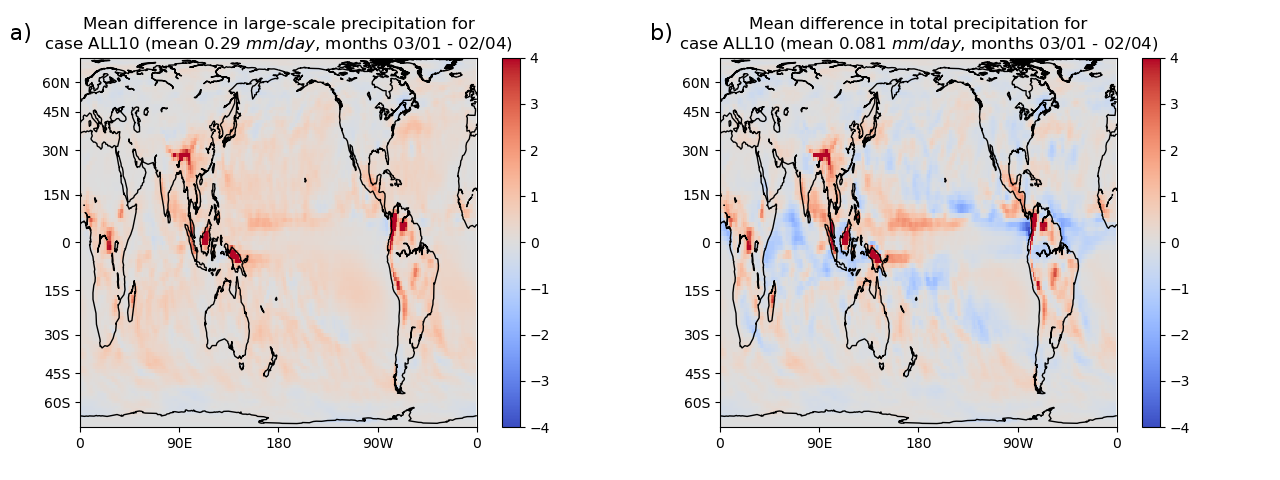 a)
Mean difference in large-scale precipitation for
case ALL10 (mean 0.29 mm/day, months 03/01 - 02/04)
60N
45N
30N
15N
0
15S
30S
45S
60S
0
90E
180
90W
0
4
3
2
1
0
−1
−2
−3
−4
b)
Mean difference in total precipitation for
case ALL10 (mean 0.081 mm/day, months 03/01 - 02/04)
60N
45N
30N
15N
0
15S
30S
45S
60S
0
90E
180
90W
0
4
3
2
1
0
−1
−2
−3
−4